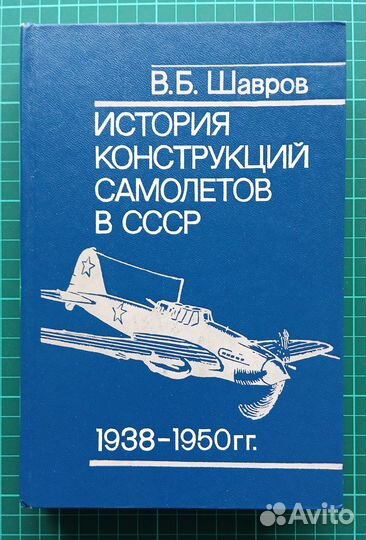 В.Б. Шавров
ИСТОРИЯ
КОНСТРУКЦИЙ
САМОЛЕТОВ
В СССР
1938-1950гг.
Avito